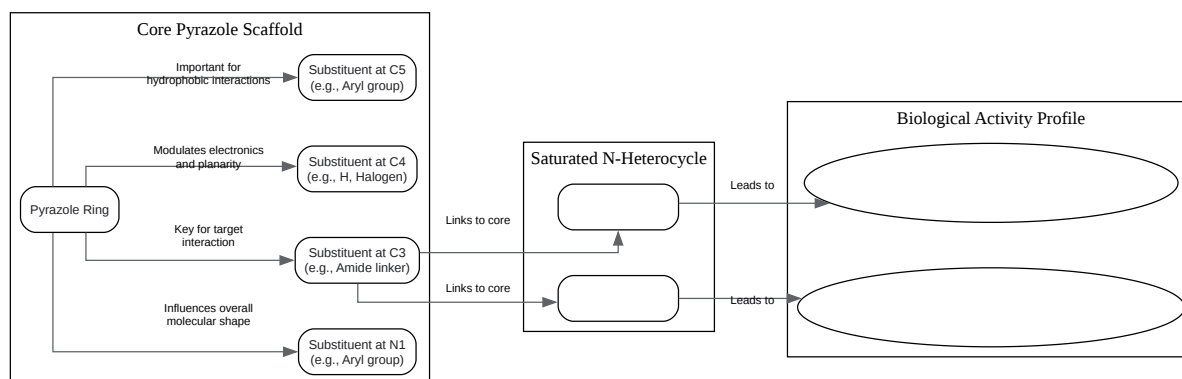 Core Pyrazole Scaffold
Important for
hydrophobic interactions
Substituent at C5
(e.g., Aryl group)
Modulates electronics
and planarity
Substituent at C4
(e.g., H, Halogen)
Pyrazole Ring
Key for target
interaction
Substituent at C3
(e.g., Amide linker)
Influences overall
molecular shape
Substituent at N1
(e.g., Aryl group)
Links to core
Links to core
Saturated N-Heterocycle
Leads to
Leads to
Biological Activity Profile